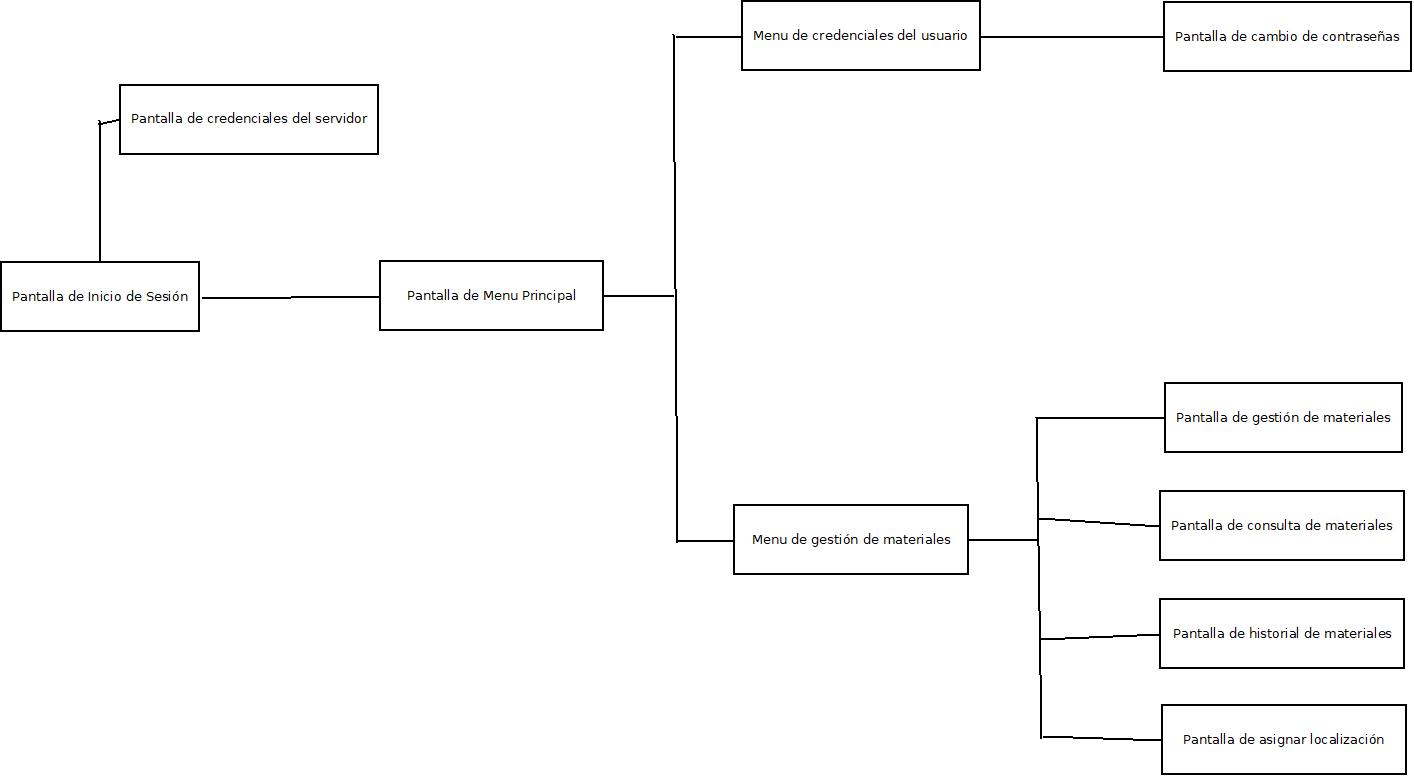 Menu de credenciales del usuario
Pantalla de cambio de contraseñas
Pantalla de credenciales del servidor
Pantalla de Inicio de Sesión
Pantalla de Menu Principal
Pantalla de gestión de materiales
Pantalla de consulta de materiales
Menu de gestión de materiales
Pantalla de historial de materiales
Pantalla de asignar localización